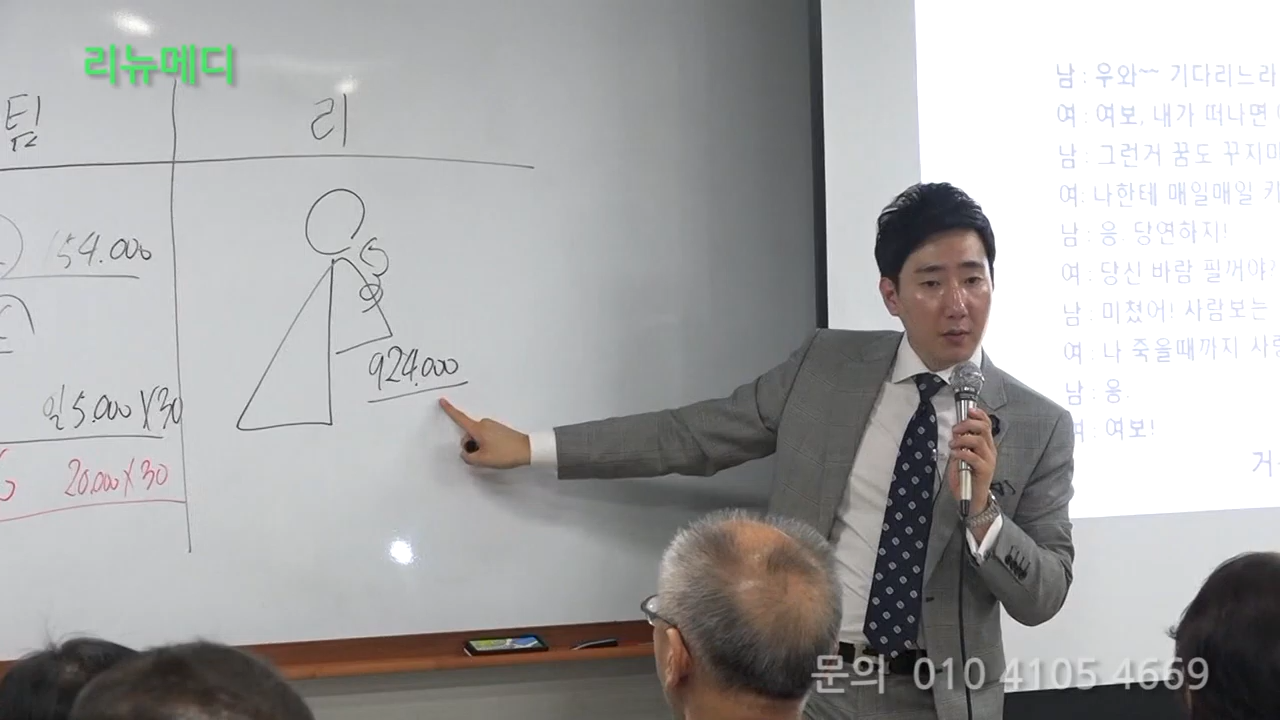 리뉴메디
팀
리
154.000
924.000
일 5.000 X 30
20.000 X 30
남 : 우와~~ 기다리느라
여 : 여보, 내가 떠나면
남 : 그런거 꿈도 꾸지마
여: 나한테 매일매일 키
남 : 응. 당연하지!
여 : 당신 바람 필꺼야?
남 : 미쳤어! 사람보는
여 : 나 죽을때까지 사랑
남 : 웅.
여 : 여보!
거
문의 010 4105 4669